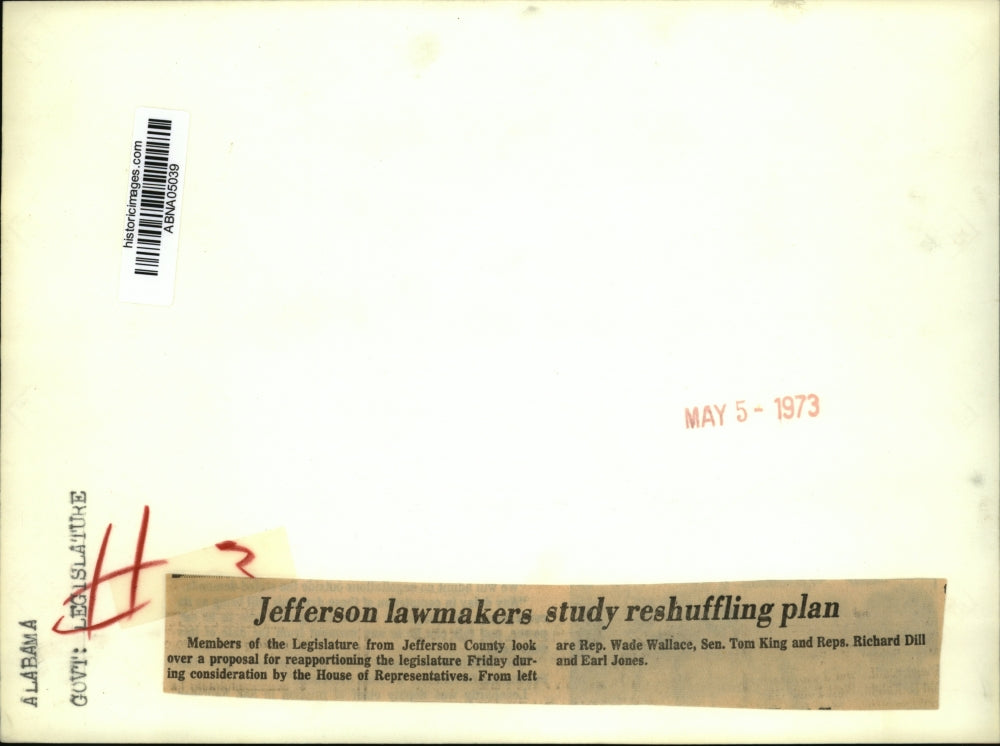 historicimages.com
ABNA05039
MAY 5- 1973
ALABAMA
GOVT: LEGISLATURE
H 3
Jefferson lawmakers study reshuffling plan
Members of the Legislature from Jefferson County look
over a proposal for reapportioning the legislature Friday dur-
ing consideration by the House of Representatives. From left
are Rep. Wade Wallace, Sen. Tom King and Reps. Richard Dill
and Earl Jones.